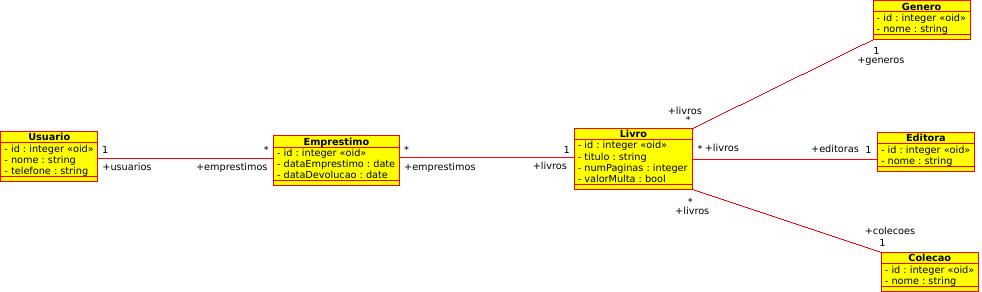 Genero
- id : integer «oid»
- nome : string
1
+generos
+livros
*
Usuario
- id : integer «oid»
- nome : string
- telefone : string
1
+usuarios
*
+emprestimos
Emprestimo
- id : integer «oid»
- dataEmprestimo : date
- dataDevolucao : date
*
+emprestimos
1
+livros
Livro
- id : integer «oid»
- titulo : string
- numPaginas : integer
- valorMulta : bool
* +livros
+editoras 1
Editora
- id : integer «oid»
- nome : string
*
+livros
+colecoes
1
Colecao
- id : integer «oid»
- nome : string